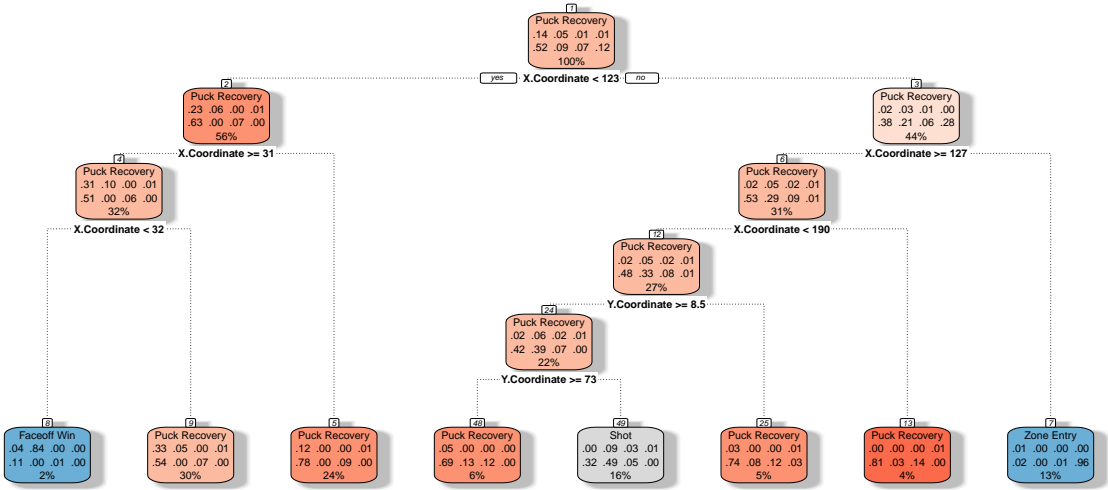 1
Puck Recovery
.14 .05 .01 .01
.52 .09 .07 .12
100%
yes X.Coordinate < 123 no
2
Puck Recovery
.23 .06 .00 .01
.63 .00 .07 .00
56%
X.Coordinate >= 31
3
Puck Recovery
.02 .03 .01 .00
.38 .21 .06 .28
44%
X.Coordinate >= 127
4
Puck Recovery
.31 .10 .00 .01
.51 .00 .06 .00
32%
X.Coordinate < 32
6
Puck Recovery
.02 .05 .02 .01
.53 .29 .09 .01
31%
X.Coordinate < 190
12
Puck Recovery
.02 .05 .02 .01
.48 .33 .08 .01
27%
Y.Coordinate >= 8.5
24
Puck Recovery
.02 .06 .02 .01
.42 .39 .07 .00
22%
Y.Coordinate >= 73
8
Faceoff Win
.04 .84 .00 .00
.11 .00 .01 .00
2%
9
Puck Recovery
.33 .05 .00 .01
.54 .00 .07 .00
30%
5
Puck Recovery
.12 .00 .00 .01
.78 .00 .09 .00
24%
48
Puck Recovery
.05 .00 .00 .00
.69 .13 .12 .00
6%
49
Shot
.00 .09 .03 .01
.32 .49 .05 .00
16%
25
Puck Recovery
.03 .00 .00 .01
.74 .08 .12 .03
5%
13
Puck Recovery
.01 .00 .00 .01
.81 .03 .14 .00
4%
7
Zone Entry
.01 .00 .00 .00
.02 .00 .01 .96
13%